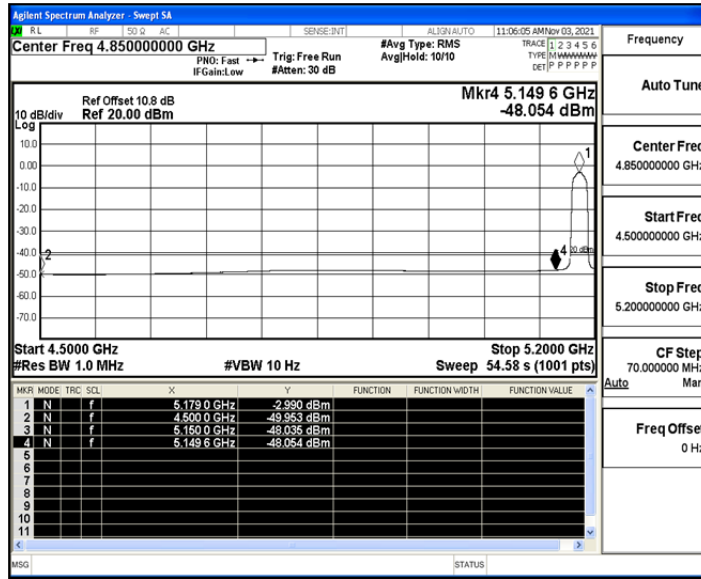 Agilent Spectrum Analyzer - Swept SA
RL RF 50 Ω AC SENSE:INT ALIGNAUTO 11:06:05 AM Nov 03, 2021
Center Freq 4.850000000 GHz
PNO: Fast
IFGain:Low
Trig: Free Run
#Atten: 30 dB
#Avg Type: RMS
Avg|Hold: 10/10
TRACE 1 2 3 4 5 6
TYPE MWWWWW
DET P P P P P P
Mkr4 5.149 6 GHz
-48.054 dBm
Ref Offset 10.8 dB
10 dB/div Ref 20.00 dBm
Log
10.0
0.00
-10.0
-20.0
-30.0
-40.0
-50.0
-60.0
-70.0
1
2
4
Start 4.5000 GHz Stop 5.2000 GHz
#Res BW 1.0 MHz #VBW 10 Hz Sweep 54.58 s (1001 pts)
MKR MODE TRC SCL X Y FUNCTION FUNCTION WIDTH FUNCTION VALUE
1 N f 5.179 0 GHz -2.990 dBm
2 N f 4.500 0 GHz -49.953 dBm
3 N f 5.150 0 GHz -48.035 dBm
4 N f 5.149 6 GHz -48.054 dBm
5
6
7
8
9
10
11
MSG STATUS
Frequency
Auto Tune
Center Freq
4.850000000 GHz
Start Freq
4.500000000 GHz
Stop Freq
5.200000000 GHz
CF Step
70.000000 MHz
Auto Man
Freq Offset
0 Hz